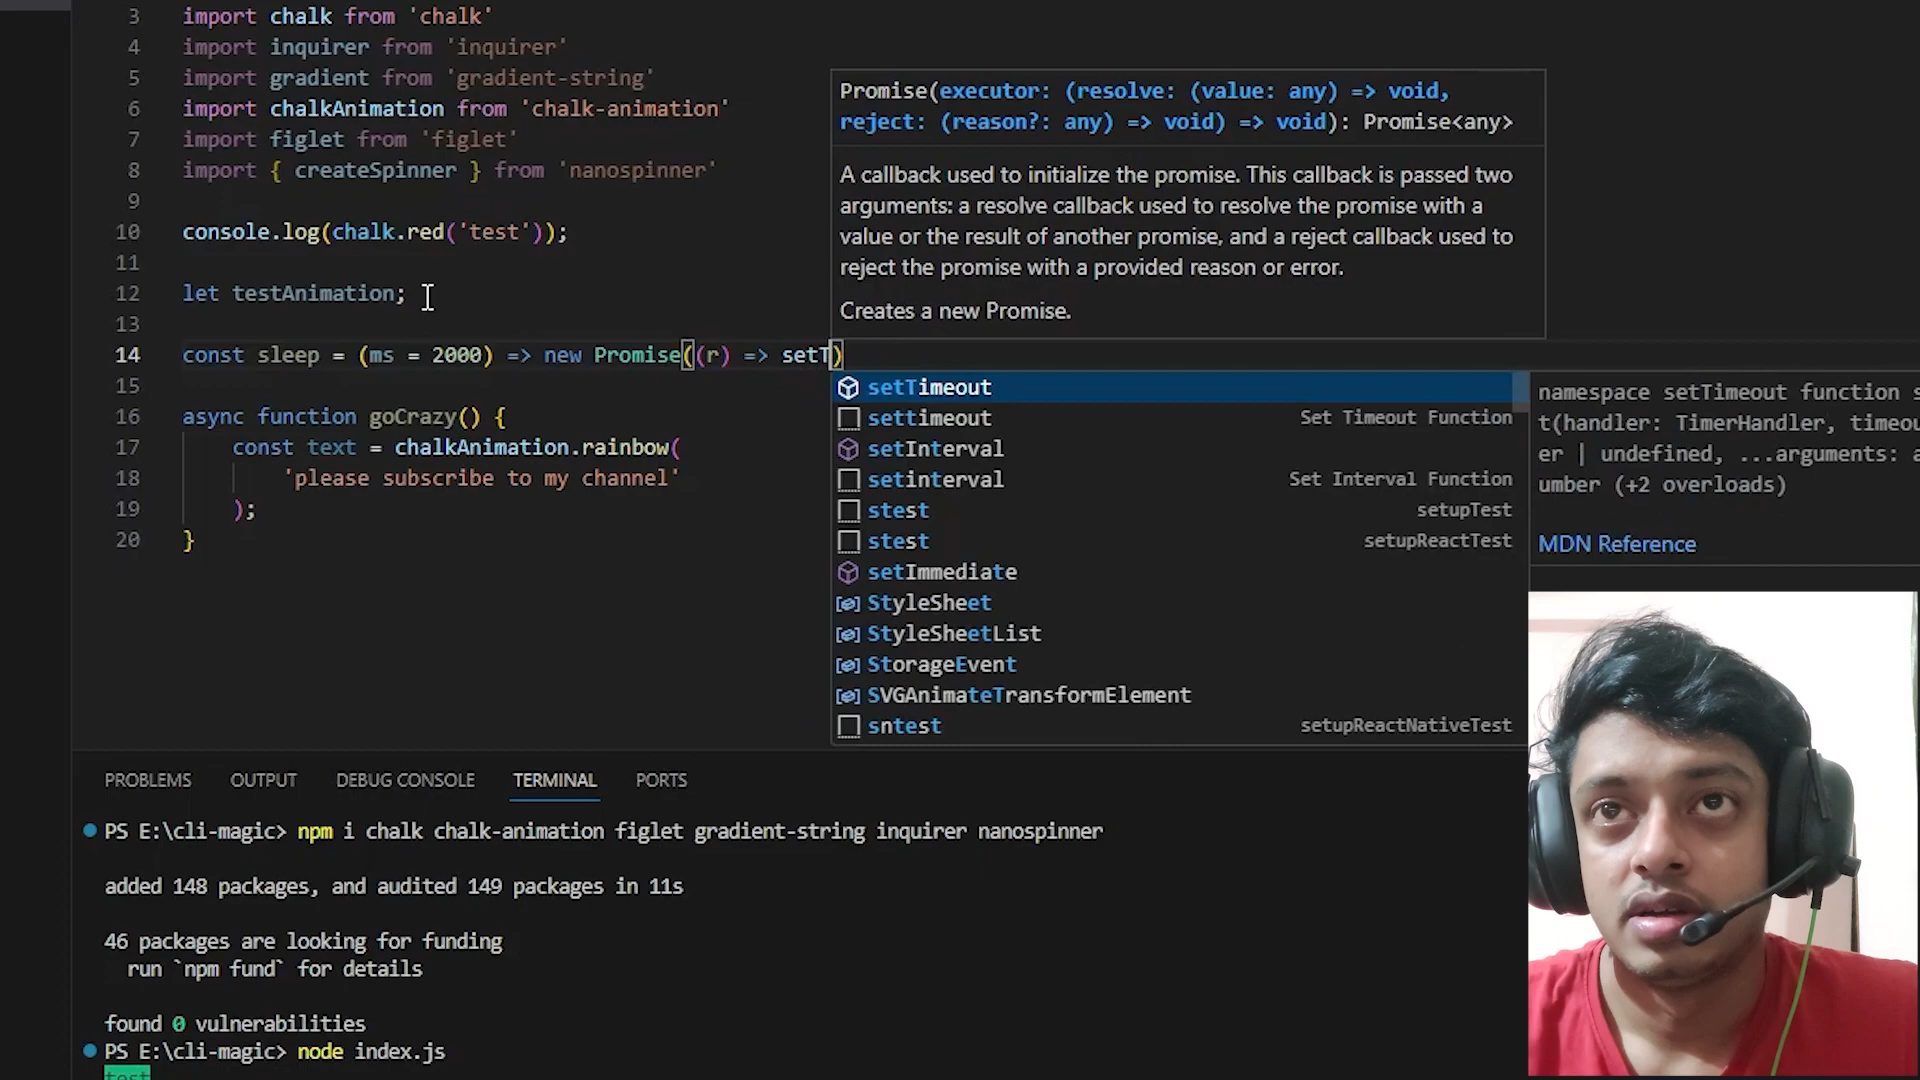 3 import chalk from 'chalk'
4 import inquirer from 'inquirer'
5 import gradient from 'gradient-string'
6 import chalkAnimation from 'chalk-animation'
7 import figlet from 'figlet'
8 import { createSpinner } from 'nanospinner'
9
10 console.log(chalk.red('test'));
11
12 let testAnimation;
13
14 const sleep = (ms = 2000) => new Promise((r) => setT)
15
16 async function goCrazy() {
17 const text = chalkAnimation.rainbow(
18 'please subscribe to my channel'
19 );
20 }
Promise(executor: (resolve: (value: any) => void,
reject: (reason?: any) => void) => void): Promise<any>
A callback used to initialize the promise. This callback is passed two
arguments: a resolve callback used to resolve the promise with a
value or the result of another promise, and a reject callback used to
reject the promise with a provided reason or error.
Creates a new Promise.
setTimeout
settimeout Set Timeout Function
setInterval
setinterval Set Interval Function
stest setupTest
stest setupReactTest
setImmediate
StyleSheet
StyleSheetList
StorageEvent
SVGAnimateTransformElement
sntest setupReactNativeTest
namespace setTimeout function s
t(handler: TimerHandler, timeou
er | undefined, ...arguments: a
umber (+2 overloads)
MDN Reference
PROBLEMS OUTPUT DEBUG CONSOLE TERMINAL PORTS
PS E:\cli-magic> npm i chalk chalk-animation figlet gradient-string inquirer nanospinner
added 148 packages, and audited 149 packages in 11s
46 packages are looking for funding
run `npm fund` for details
found 0 vulnerabilities
PS E:\cli-magic> node index.js
test